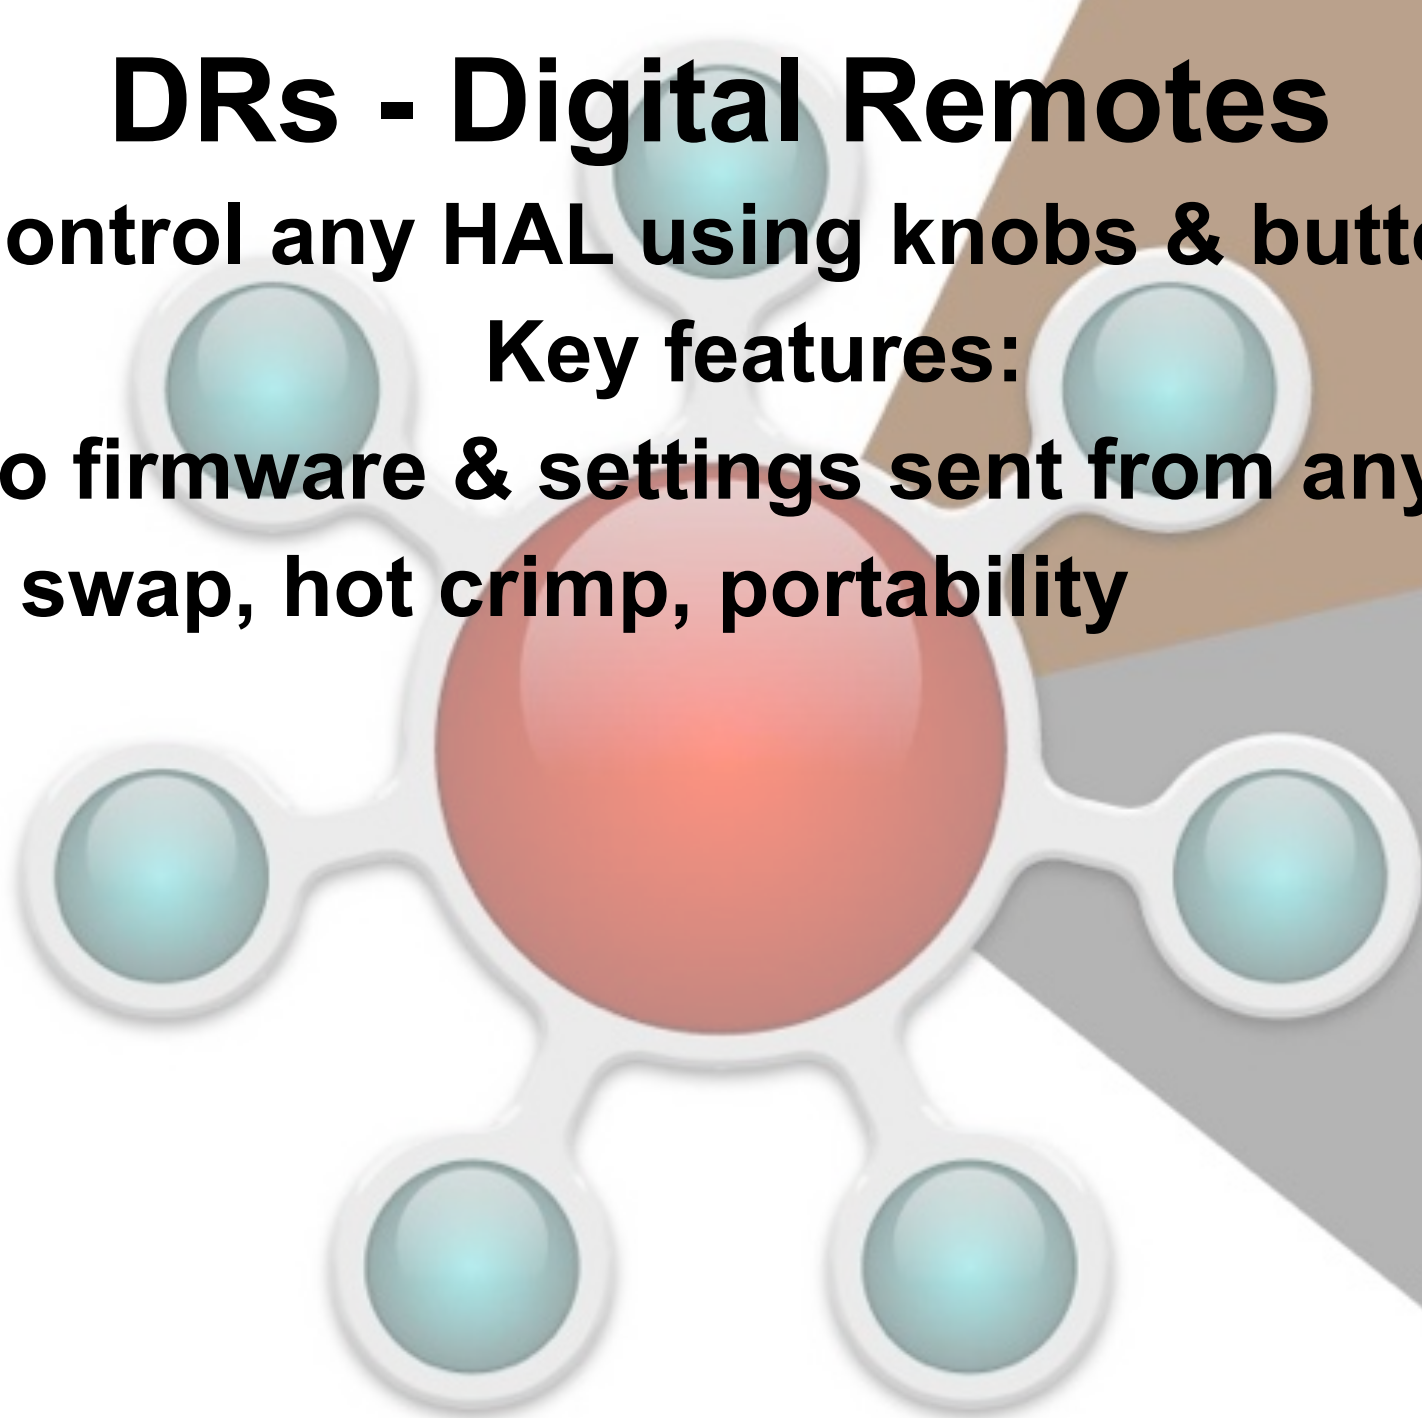 DRs - Digital Remotes
ontrol any HAL using knobs & butt
Key features:
o firmware & settings sent from any
swap, hot crimp, portability